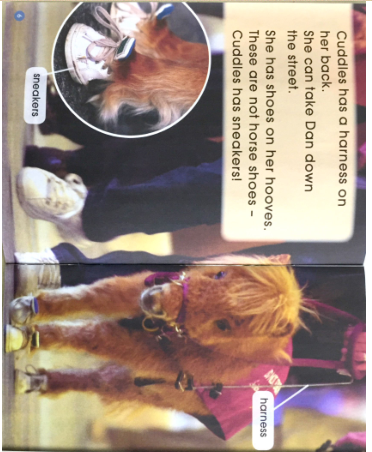 Cuddles has a harness on
her back.
She can take Dan down
the street.
She has shoes on her hooves.
These are not horse shoes –
Cuddles has sneakers!
sneakers
harness